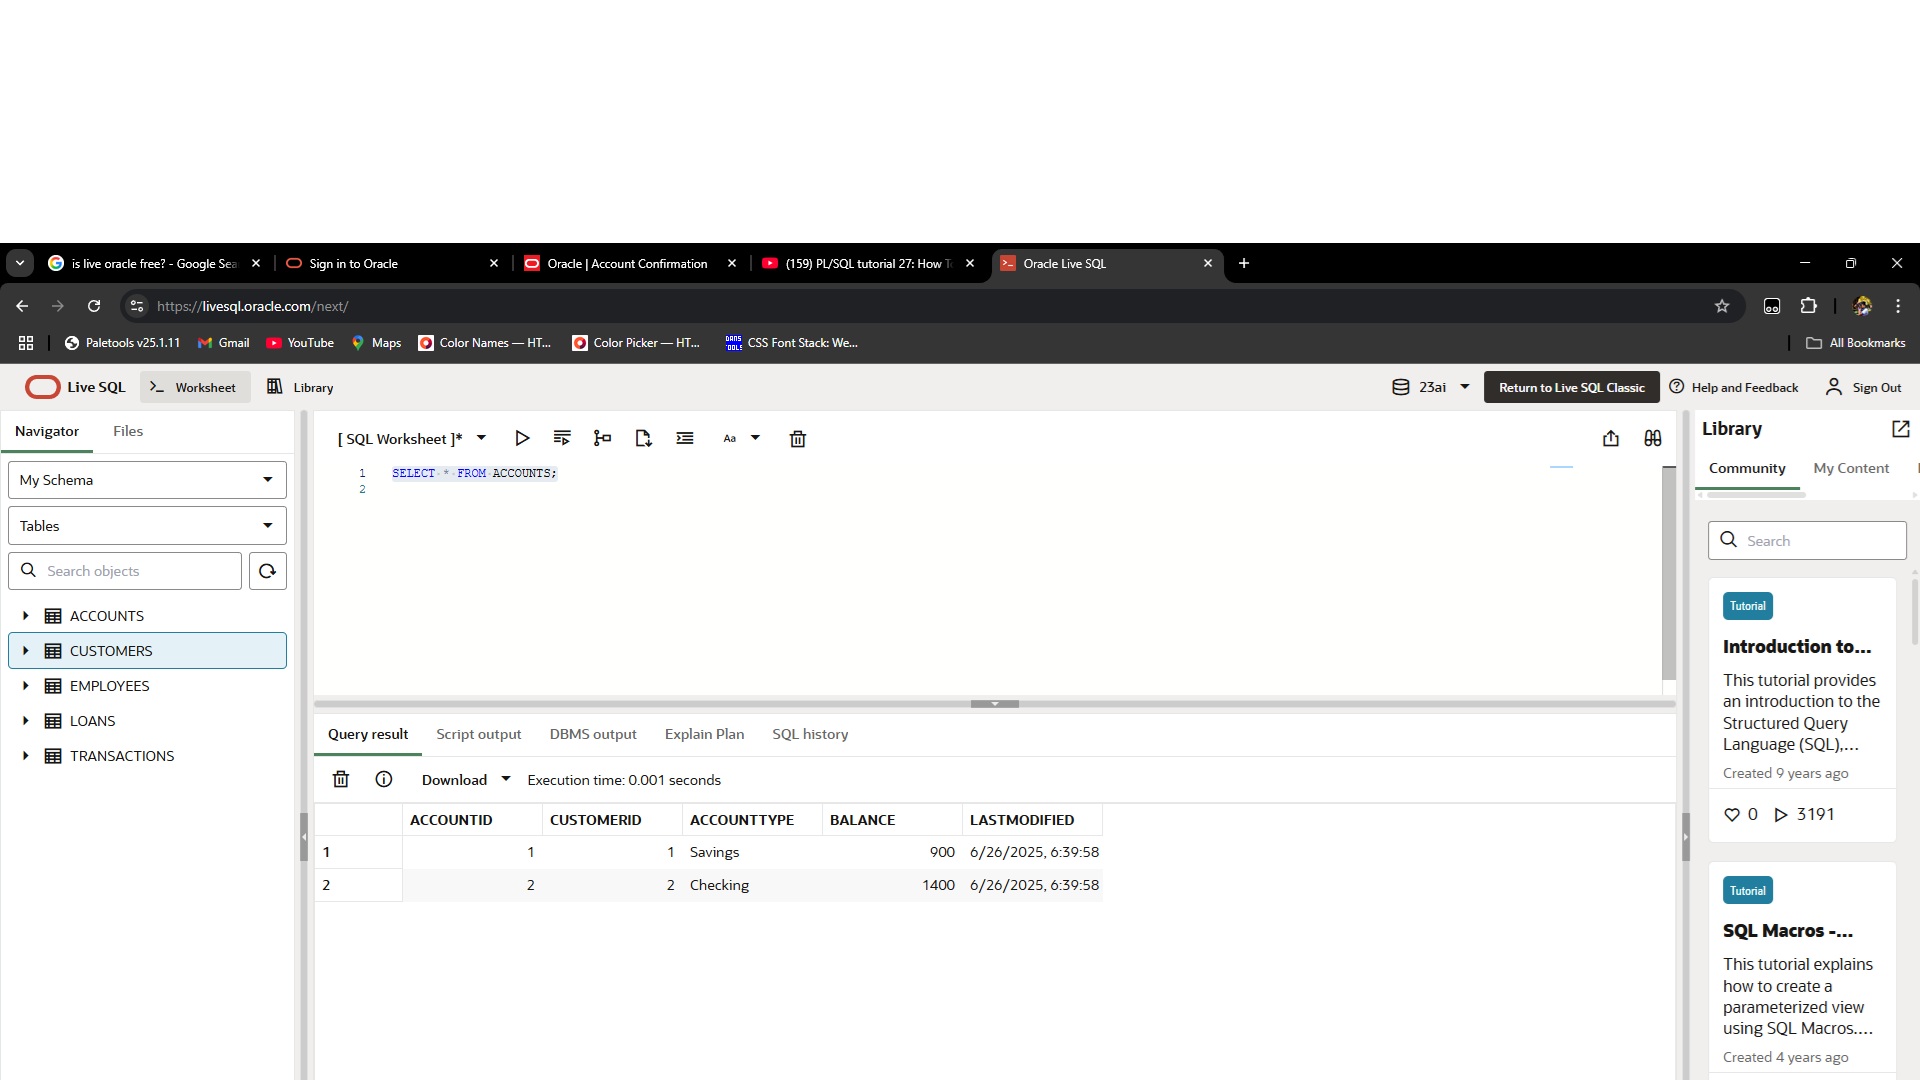 is live oracle free? - Google Sea
Sign in to Oracle
Oracle | Account Confirmation
(159) PL/SQL tutorial 27: How T
Oracle Live SQL
https://livesql.oracle.com/next/
Paletools v25.1.11
Gmail
YouTube
Maps
Color Names — HT...
Color Picker — HT...
CSS Font Stack: We...
All Bookmarks
Live SQL
Worksheet
Library
23ai
Return to Live SQL Classic
Help and Feedback
Sign Out
Navigator
Files
My Schema
Tables
Search objects
ACCOUNTS
CUSTOMERS
EMPLOYEES
LOANS
TRANSACTIONS
[ SQL Worksheet ]*
Aa
1 SELECT * FROM ACCOUNTS;
2
Query result
Script output
DBMS output
Explain Plan
SQL history
Download
Execution time: 0.001 seconds
ACCOUNTID CUSTOMERID ACCOUNTTYPE BALANCE LASTMODIFIED
1 1 1 Savings 900 6/26/2025, 6:39:58
2 2 2 Checking 1400 6/26/2025, 6:39:58
Library
Community
My Content
Search
Tutorial
Introduction to...
This tutorial provides
an introduction to the
Structured Query
Language (SQL),...
Created 9 years ago
0
3191
Tutorial
SQL Macros -...
This tutorial explains
how to create a
parameterized view
using SQL Macros....
Created 4 years ago